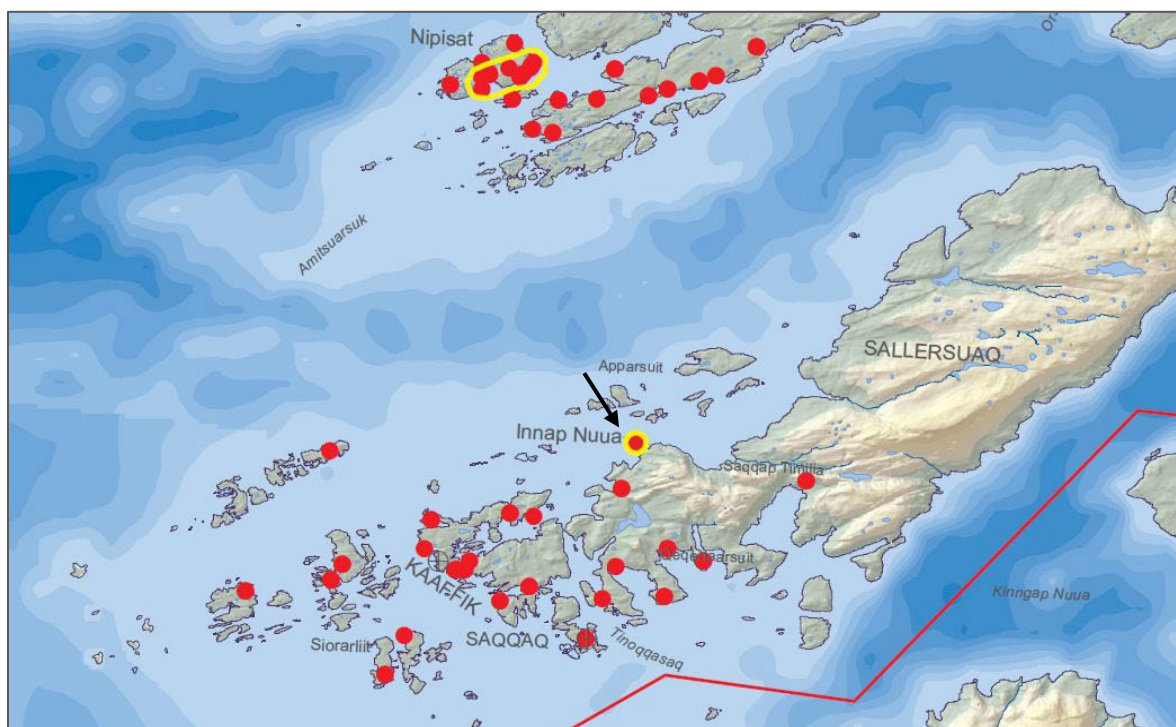 Nipisat
Amitsuarsuk
SALLERSUAQ
Apparsuit
Innap Nuua
Saqqap Timilia
KAAFFIK
Kinngap Nuua
SAQQAQ
Tinoqqasaq
Siorarliit